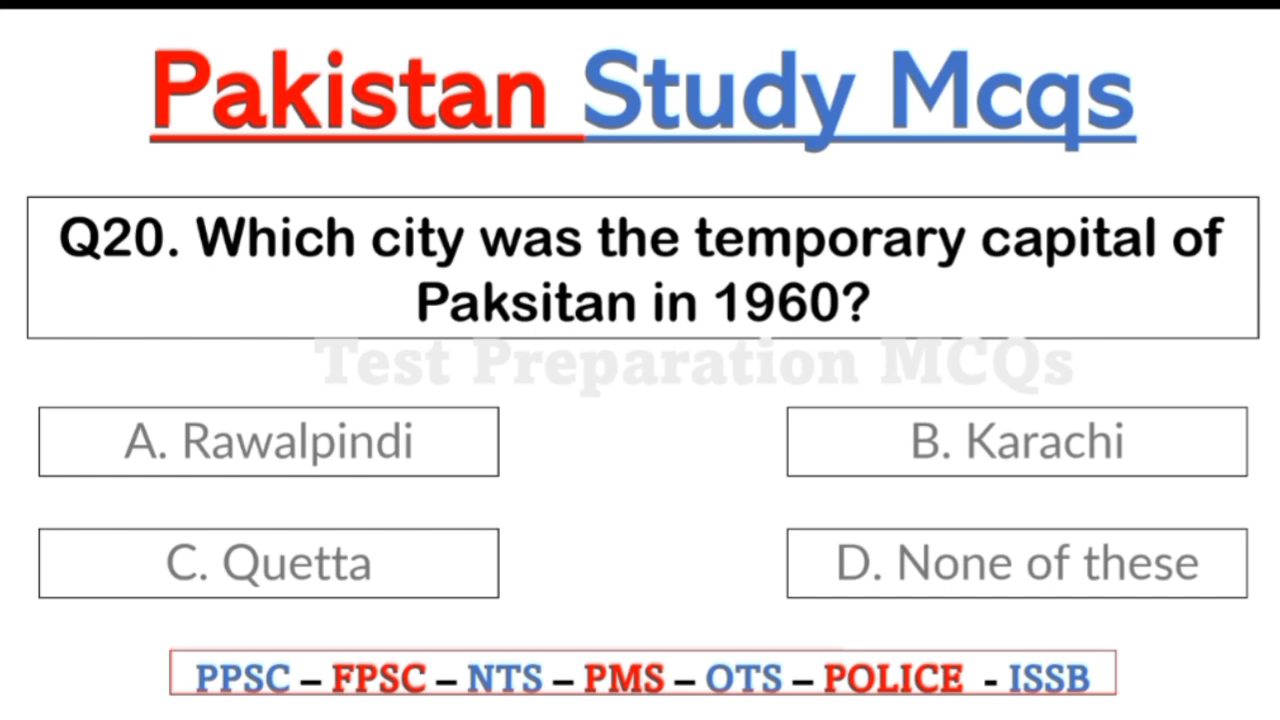 Pakistan Study Mcqs
Q20. Which city was the temporary capital of
Paksitan in 1960?
Test Preparation MCQs
A. Rawalpindi
B. Karachi
C. Quetta
D. None of these
PPSC – FPSC – NTS – PMS – OTS – POLICE - ISSB